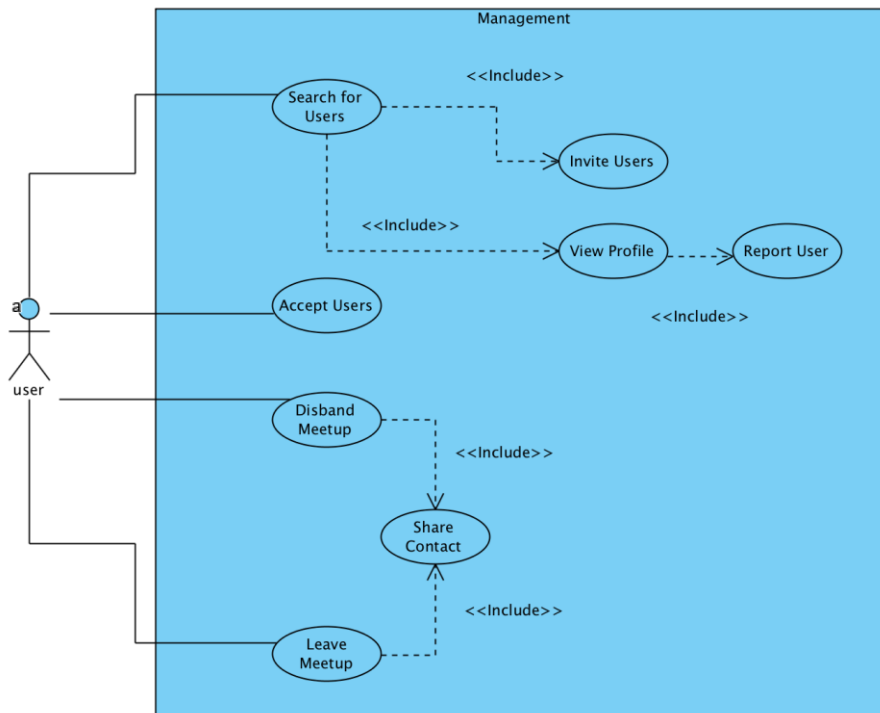 Management
<<Include>>
Search for
Users
Invite Users
<<Include>>
View Profile
Report User
a
Accept Users
<<Include>>
user
Disband
Meetup
<<Include>>
Share
Contact
<<Include>>
Leave
Meetup